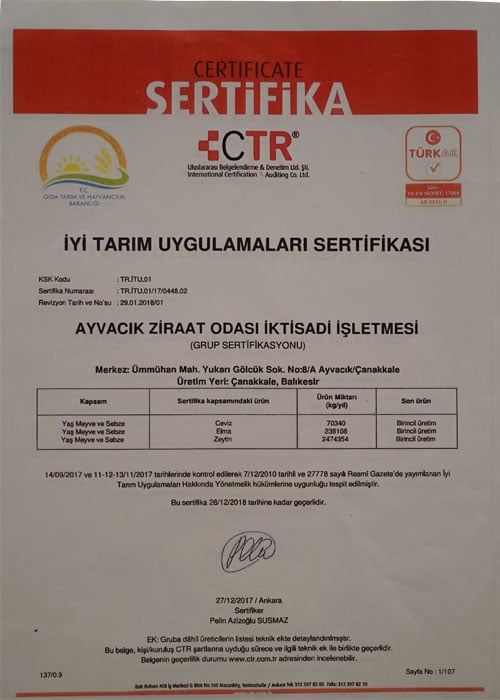 CERTIFICATE
SERTİFİKA
CTR®
Uluslararası Belgelendirme & Denetim Ltd. Şti.
International Certification & Auditing Co. Ltd.
T.C.
GIDA TARIM VE HAYVANCILIK
BAKANLIĞI
TÜRKAK
İYİ TARIM UYGULAMALARI SERTİFİKASI
KSK Kodu : TR.İTU.01
Sertifika Numarası : TR.İTU.01/17/0448.02
Revizyon Tarih ve No'su : 29.01.2018/01
AYVACIK ZİRAAT ODASI İKTİSADİ İŞLETMESİ
(GRUP SERTİFİKASYONU)
Merkez: Ümmühan Mah. Yukarı Gölcük Sok. No:8/A Ayvacık/Çanakkale
Üretim Yeri: Çanakkale, Balıkesir
Kapsam Sertifika kapsamındaki ürün Ürün Miktarı (kg/yıl) Son ürün
Yaş Meyve ve Sebze Ceviz 70340 Birincil üretim
Yaş Meyve ve Sebze Elma 238108 Birincil üretim
Yaş Meyve ve Sebze Zeytin 2474354 Birincil üretim
14/09/2017 ve 11-12-13/11/2017 tarihlerinde kontrol edilerek 7/12/2010 tarihli ve 27778 sayılı Resmî Gazete'de yayımlanan İyi
Tarım Uygulamaları Hakkında Yönetmelik hükümlerine uygunluğu tespit edilmiştir.
Bu sertifika 26/12/2018 tarihine kadar geçerlidir.
27/12/2017 / Ankara
Sertifiker
Pelin Azizoğlu SUSMAZ
EK: Gruba dâhil üreticilerin listesi teknik ekte detaylandırılmıştır.
Bu belge, kişi/kuruluş CTR şartlarına uyduğu sürece ve ilgili teknik ek ile birlikte geçerlidir.
Belgenin geçerlilik durumu www.ctr.com.tr adresinden incelenebilir.
137/0.9
Sayfa No : 1/107